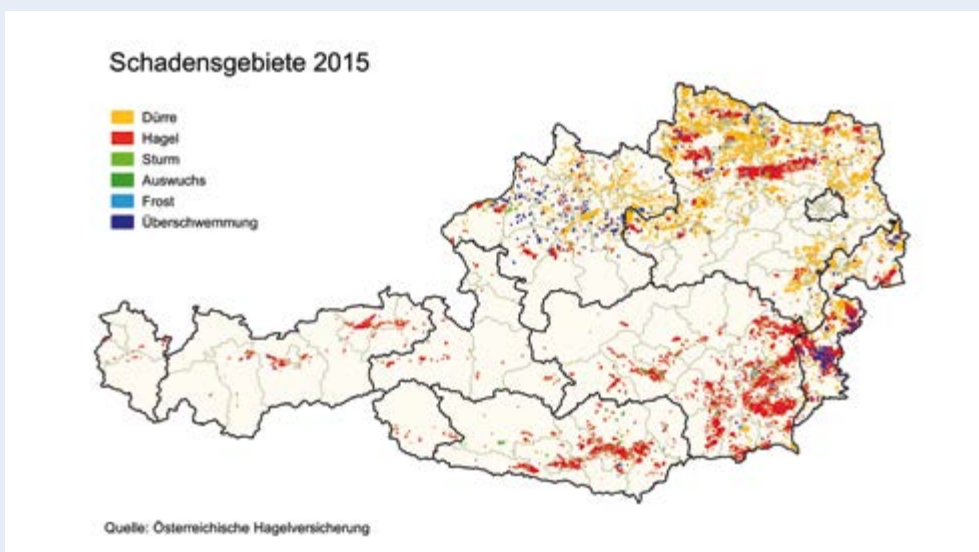 Schadensgebiete 2015
Dürre
Hagel
Sturm
Auswuchs
Frost
Überschwemmung
Quelle: Österreichische Hagelversicherung